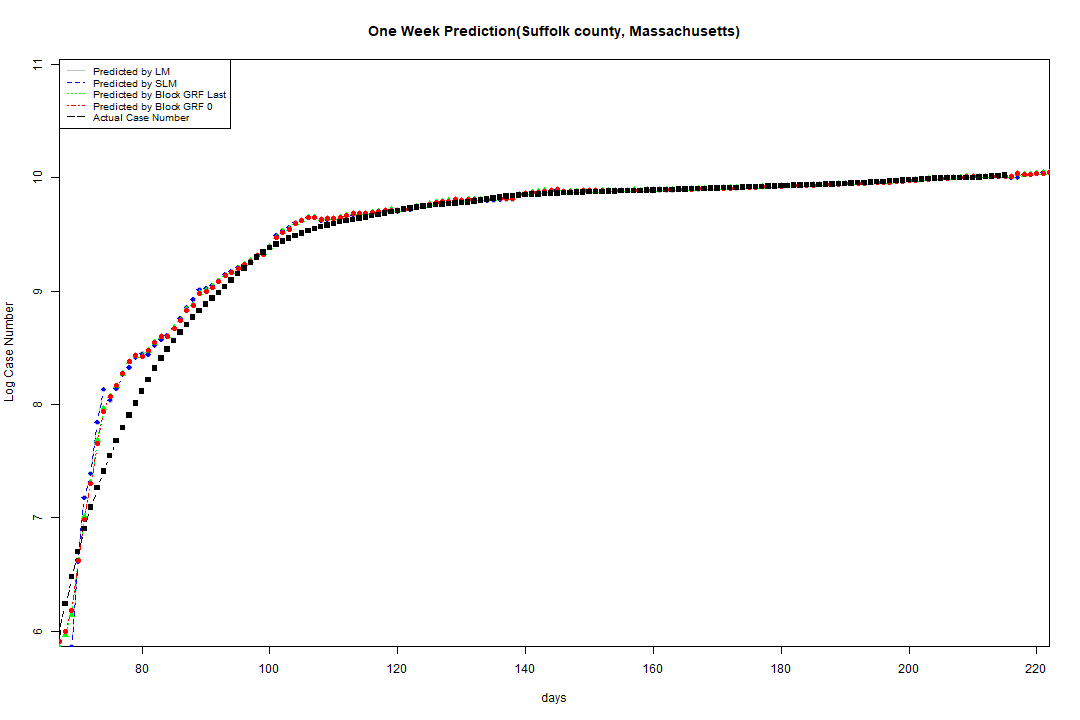 One Week Prediction(Suffolk county, Massachusetts)
Predicted by LM
Predicted by SLM
Predicted by Block GRF Last
Predicted by Block GRF 0
Actual Case Number
11
10
9
8
7
6
Log Case Number
80 100 120 140 160 180 200 220
days